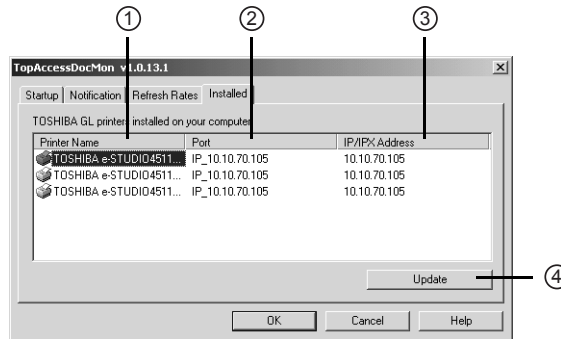 1 2 3
TopAccessDocMon v1.0.13.1
Startup Notification Refresh Rates Installed
TOSHIBA GL printers installed on your computer
Printer Name Port IP/IPX Address
TOSHIBA e-STUDIO4511... IP_10.10.70.105 10.10.70.105
TOSHIBA e-STUDIO4511... IP_10.10.70.105 10.10.70.105
TOSHIBA e-STUDIO4511... IP_10.10.70.105 10.10.70.105
Update 4
OK Cancel Help